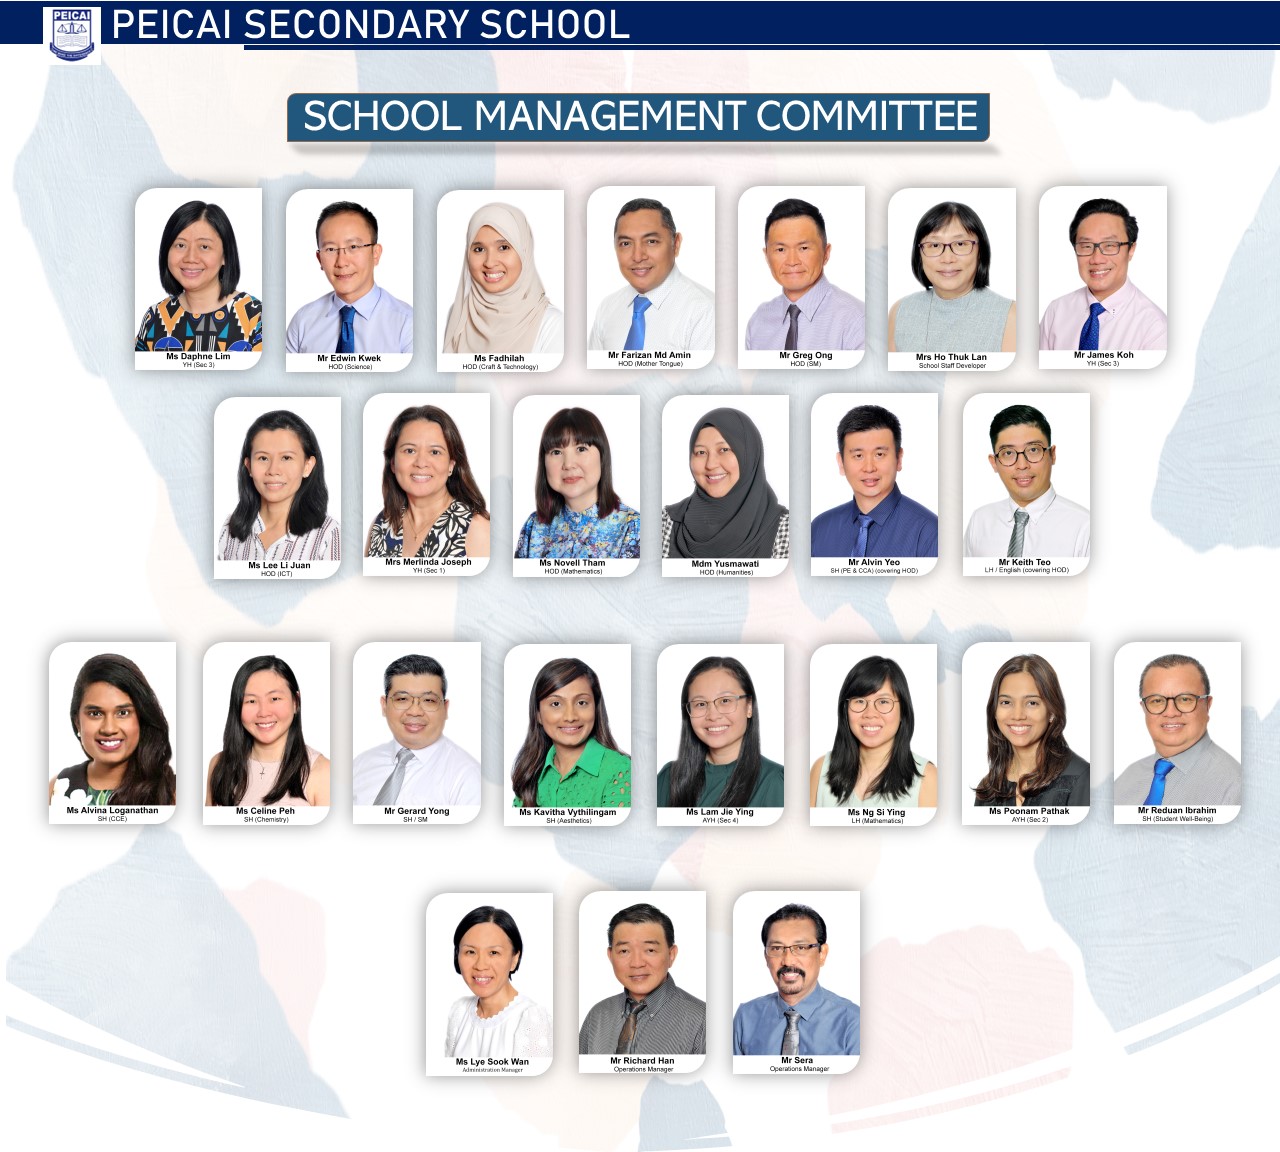 PEICAI
PEICAI SECONDARY SCHOOL
SCHOOL MANAGEMENT COMMITTEE
Ms Daphne Lim
YH (Sec 3)
Mr Edwin Kwek
HOD (Science)
Ms Fadhilah
HOD (Craft & Technology)
Mr Farizan Md Amin
HOD (Mother Tongue)
Mr Greg Ong
HOD (SM)
Mrs Ho Thuk Lan
School Staff Developer
Mr James Koh
YH (Sec 3)
Ms Lee Li Juan
HOD (ICT)
Mrs Merlinda Joseph
YH (Sec 1)
Ms Novell Tham
HOD (Mathematics)
Mdm Yusmawati
HOD (Humanities)
Mr Alvin Yeo
SH (PE & CCA) (covering HOD)
Mr Keith Teo
LH / English (covering HOD)
Ms Alvina Loganathan
SH (CCE)
Ms Celine Peh
SH (Chemistry)
Mr Gerard Yong
SH / SM
Ms Kavitha Vythilingam
SH (Aesthetics)
Ms Lam Jie Ying
AYH (Sec 4)
Ms Ng Si Ying
LH (Mathematics)
Ms Poonam Pathak
AYH (Sec 2)
Mr Reduan Ibrahim
SH (Student Well-Being)
Ms Lye Sook Wan
Administration Manager
Mr Richard Han
Operations Manager
Mr Sera
Operations Manager